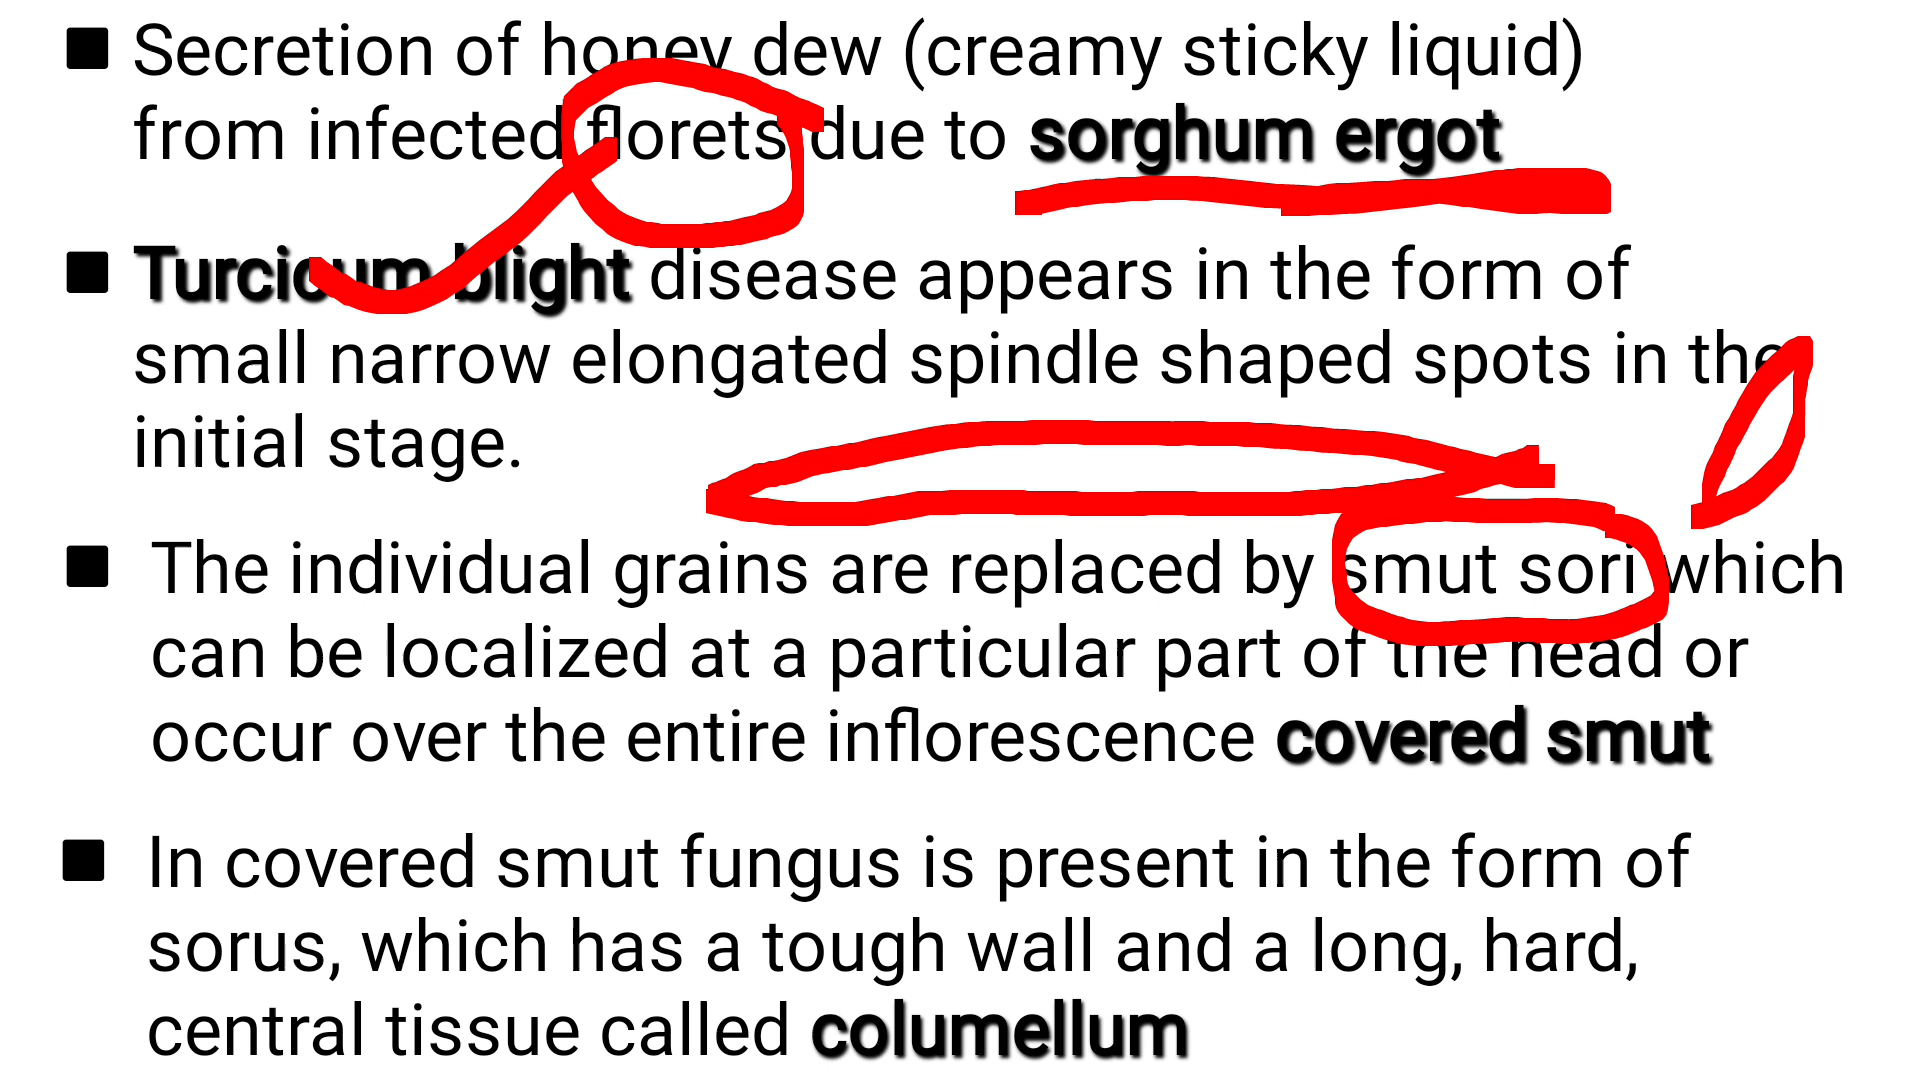 Secretion of honey dew (creamy sticky liquid)
from infected florets due to sorghum ergot
Turcicum blight disease appears in the form of
small narrow elongated spindle shaped spots in the
initial stage.
The individual grains are replaced by smut sori which
can be localized at a particular part of the head or
occur over the entire inflorescence covered smut
In covered smut fungus is present in the form of
sorus, which has a tough wall and a long, hard,
central tissue called columellum